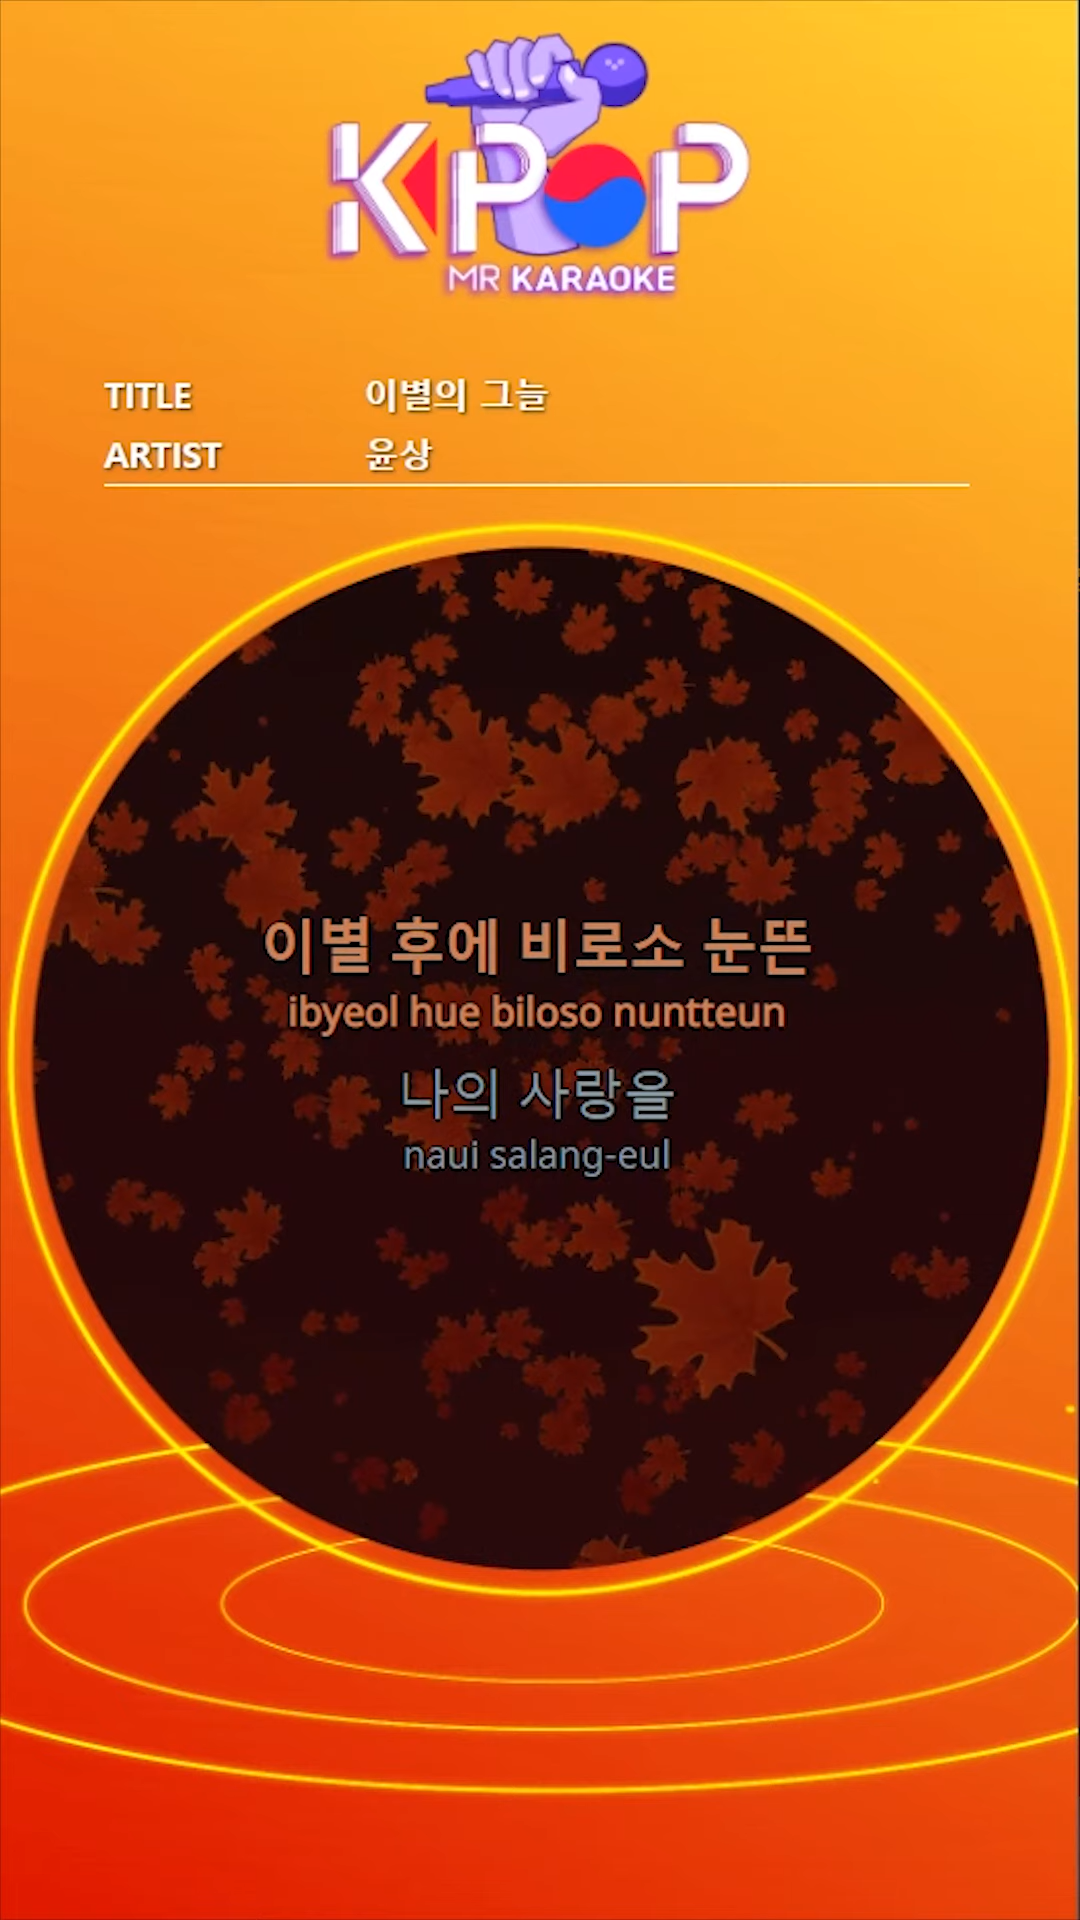 KPOP
MR KARAOKE
TITLE 이별의 그늘
ARTIST 윤상
이별 후에 비로소 눈뜬
ibyeol hue biloso nuntteun
나의 사랑을
naui salang-eul